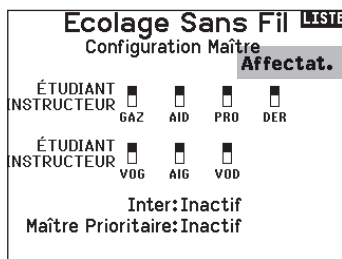 Ecolage Sans Fil LISTE
Configuration Maître
Affectat.
ÉTUDIANT
INSTRUCTEUR
GAZ AID PRO DER
ÉTUDIANT
INSTRUCTEUR
VOG AIG VOD
Inter:Inactif
Maître Prioritaire:Inactif